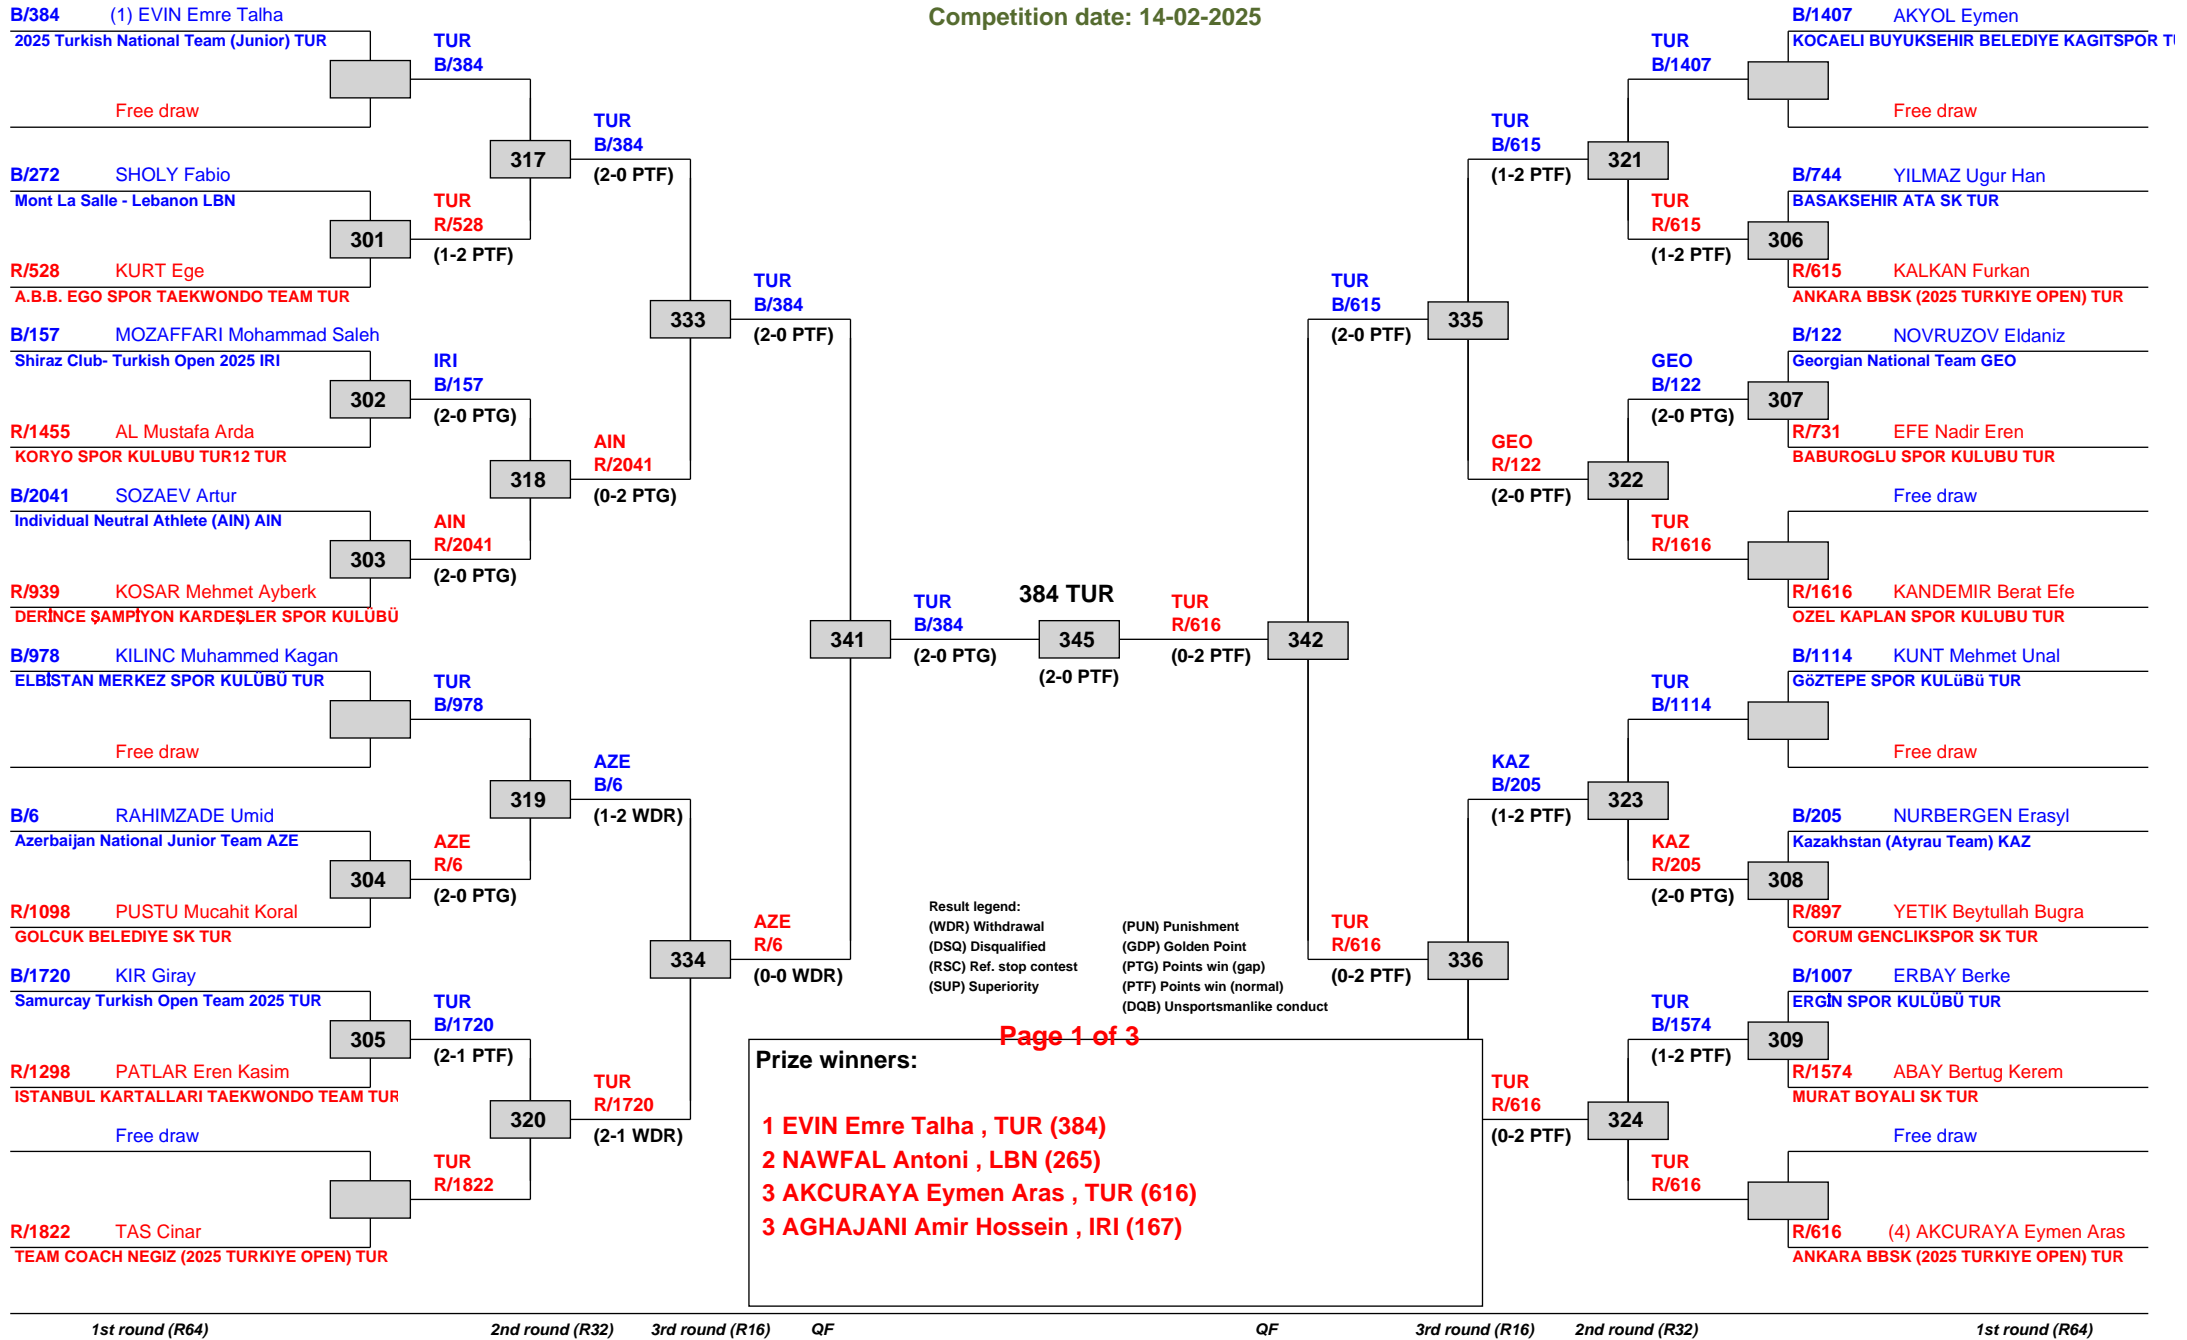 Competition date: 14-02-2025
B/384 (1) EVIN Emre Talha
2025 Turkish National Team (Junior) TUR
Free draw
B/272 SHOLY Fabio
Mont La Salle - Lebanon LBN
301
R/528 KURT Ege
A.B.B. EGO SPOR TAEKWONDO TEAM TUR
B/157 MOZAFFARI Mohammad Saleh
Shiraz Club- Turkish Open 2025 IRI
302
R/1455 AL Mustafa Arda
KORYO SPOR KULUBU TUR12 TUR
B/2041 SOZAEV Artur
Individual Neutral Athlete (AIN) AIN
303
R/939 KOSAR Mehmet Ayberk
DERİNCE ŞAMPİYON KARDEŞLER SPOR KULÜBÜ
B/978 KILINC Muhammed Kagan
ELBİSTAN MERKEZ SPOR KULÜBÜ TUR
Free draw
B/6 RAHIMZADE Umid
Azerbaijan National Junior Team AZE
304
R/1098 PUSTU Mucahit Koral
GOLCUK BELEDIYE SK TUR
B/1720 KIR Giray
Samurcay Turkish Open Team 2025 TUR
305
R/1298 PATLAR Eren Kasim
ISTANBUL KARTALLARI TAEKWONDO TEAM TUR
Free draw
R/1822 TAS Cinar
TEAM COACH NEGIZ (2025 TURKIYE OPEN) TUR
TUR
B/384
317
TUR
R/528
(1-2 PTF)
IRI
B/157
(2-0 PTG)
318
AIN
R/2041
(2-0 PTG)
TUR
B/978
319
AZE
R/6
(2-0 PTG)
TUR
B/1720
(2-1 PTF)
320
TUR
R/1822
TUR
B/384
(2-0 PTF)
333
AIN
R/2041
(0-2 PTG)
AZE
B/6
(1-2 WDR)
334
TUR
R/1720
(2-1 WDR)
TUR
B/384
(2-0 PTF)
341
AZE
R/6
(0-0 WDR)
TUR
B/384
(2-0 PTG)
384 TUR
345
(2-0 PTF)
TUR
R/616
(0-2 PTF)
342
TUR
B/615
(2-0 PTF)
TUR
R/616
(0-2 PTF)
335
336
TUR
B/615
(1-2 PTF)
GEO
R/122
(2-0 PTF)
KAZ
B/205
(1-2 PTF)
TUR
R/616
(0-2 PTF)
321
322
323
324
TUR
B/1407
TUR
R/615
(1-2 PTF)
GEO
B/122
(2-0 PTG)
TUR
R/1616
TUR
B/1114
KAZ
R/205
(2-0 PTG)
TUR
B/1574
(1-2 PTF)
TUR
R/616
B/1407 AKYOL Eymen
KOCAELI BUYUKSEHIR BELEDIYE KAGITSPOR
Free draw
B/744 YILMAZ Ugur Han
BASAKSEHIR ATA SK TUR
306
R/615 KALKAN Furkan
ANKARA BBSK (2025 TURKIYE OPEN) TUR
B/122 NOVRUZOV Eldaniz
Georgian National Team GEO
307
R/731 EFE Nadir Eren
BABUROGLU SPOR KULUBU TUR
Free draw
R/1616 KANDEMIR Berat Efe
OZEL KAPLAN SPOR KULUBU TUR
B/1114 KUNT Mehmet Unal
GöZTEPE SPOR KULüBü TUR
Free draw
B/205 NURBERGEN Erasyl
Kazakhstan (Atyrau Team) KAZ
308
R/897 YETIK Beytullah Bugra
CORUM GENCLIKSPOR SK TUR
B/1007 ERBAY Berke
ERGİN SPOR KULÜBÜ TUR
309
R/1574 ABAY Bertug Kerem
MURAT BOYALI SK TUR
Free draw
R/616 (4) AKCURAYA Eymen Aras
ANKARA BBSK (2025 TURKIYE OPEN) TUR
Result legend:
(WDR) Withdrawal
(DSQ) Disqualified
(RSC) Ref. stop contest
(SUP) Superiority
(PUN) Punishment
(GDP) Golden Point
(PTG) Points win (gap)
(PTF) Points win (normal)
(DQB) Unsportsmanlike conduct
Page 1 of 3
Prize winners:
1 EVIN Emre Talha , TUR (384)
2 NAWFAL Antoni , LBN (265)
3 AKCURAYA Eymen Aras , TUR (616)
3 AGHAJANI Amir Hossein , IRI (167)
1st round (R64) 2nd round (R32) 3rd round (R16) QF QF 3rd round (R16) 2nd round (R32) 1st round (R64)